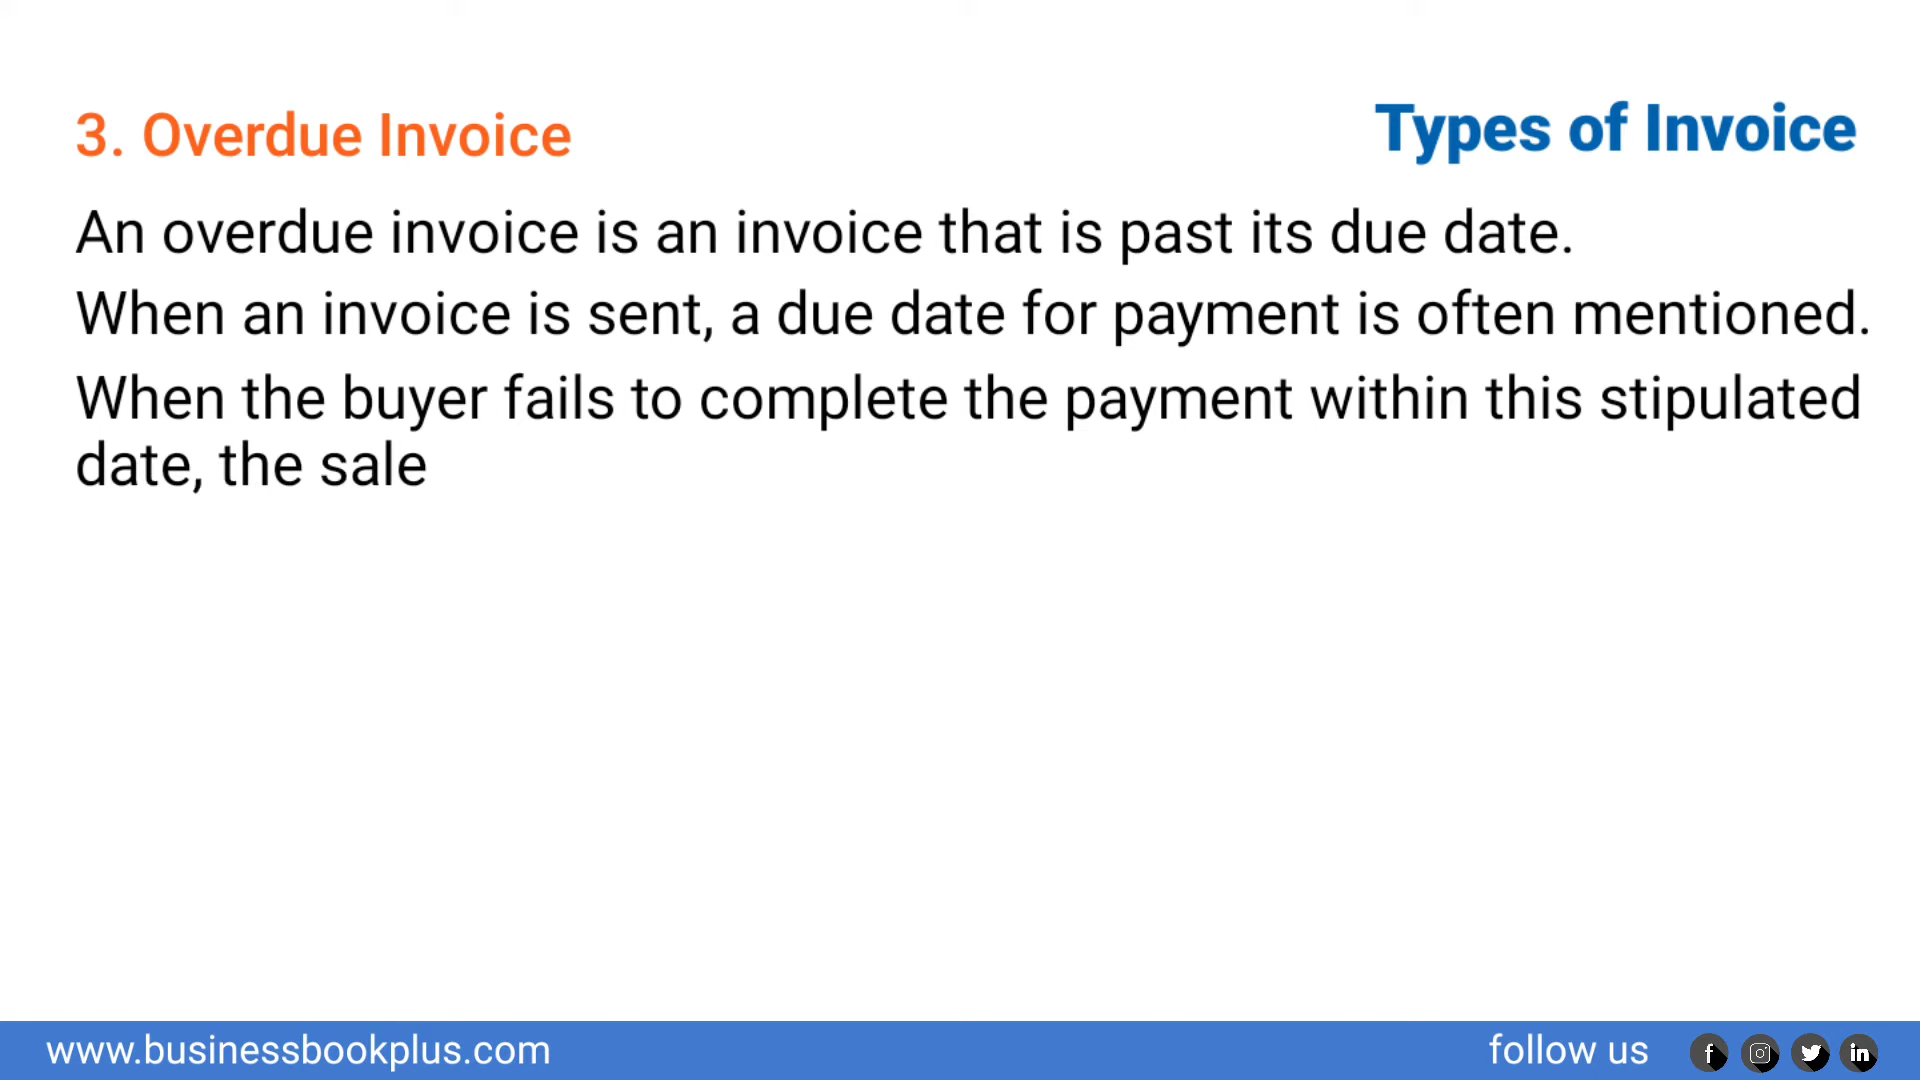 3. Overdue Invoice
Types of Invoice
An overdue invoice is an invoice that is past its due date.
When an invoice is sent, a due date for payment is often mentioned.
When the buyer fails to complete the payment within this stipulated
date, the sale
www.businessbookplus.com
follow us